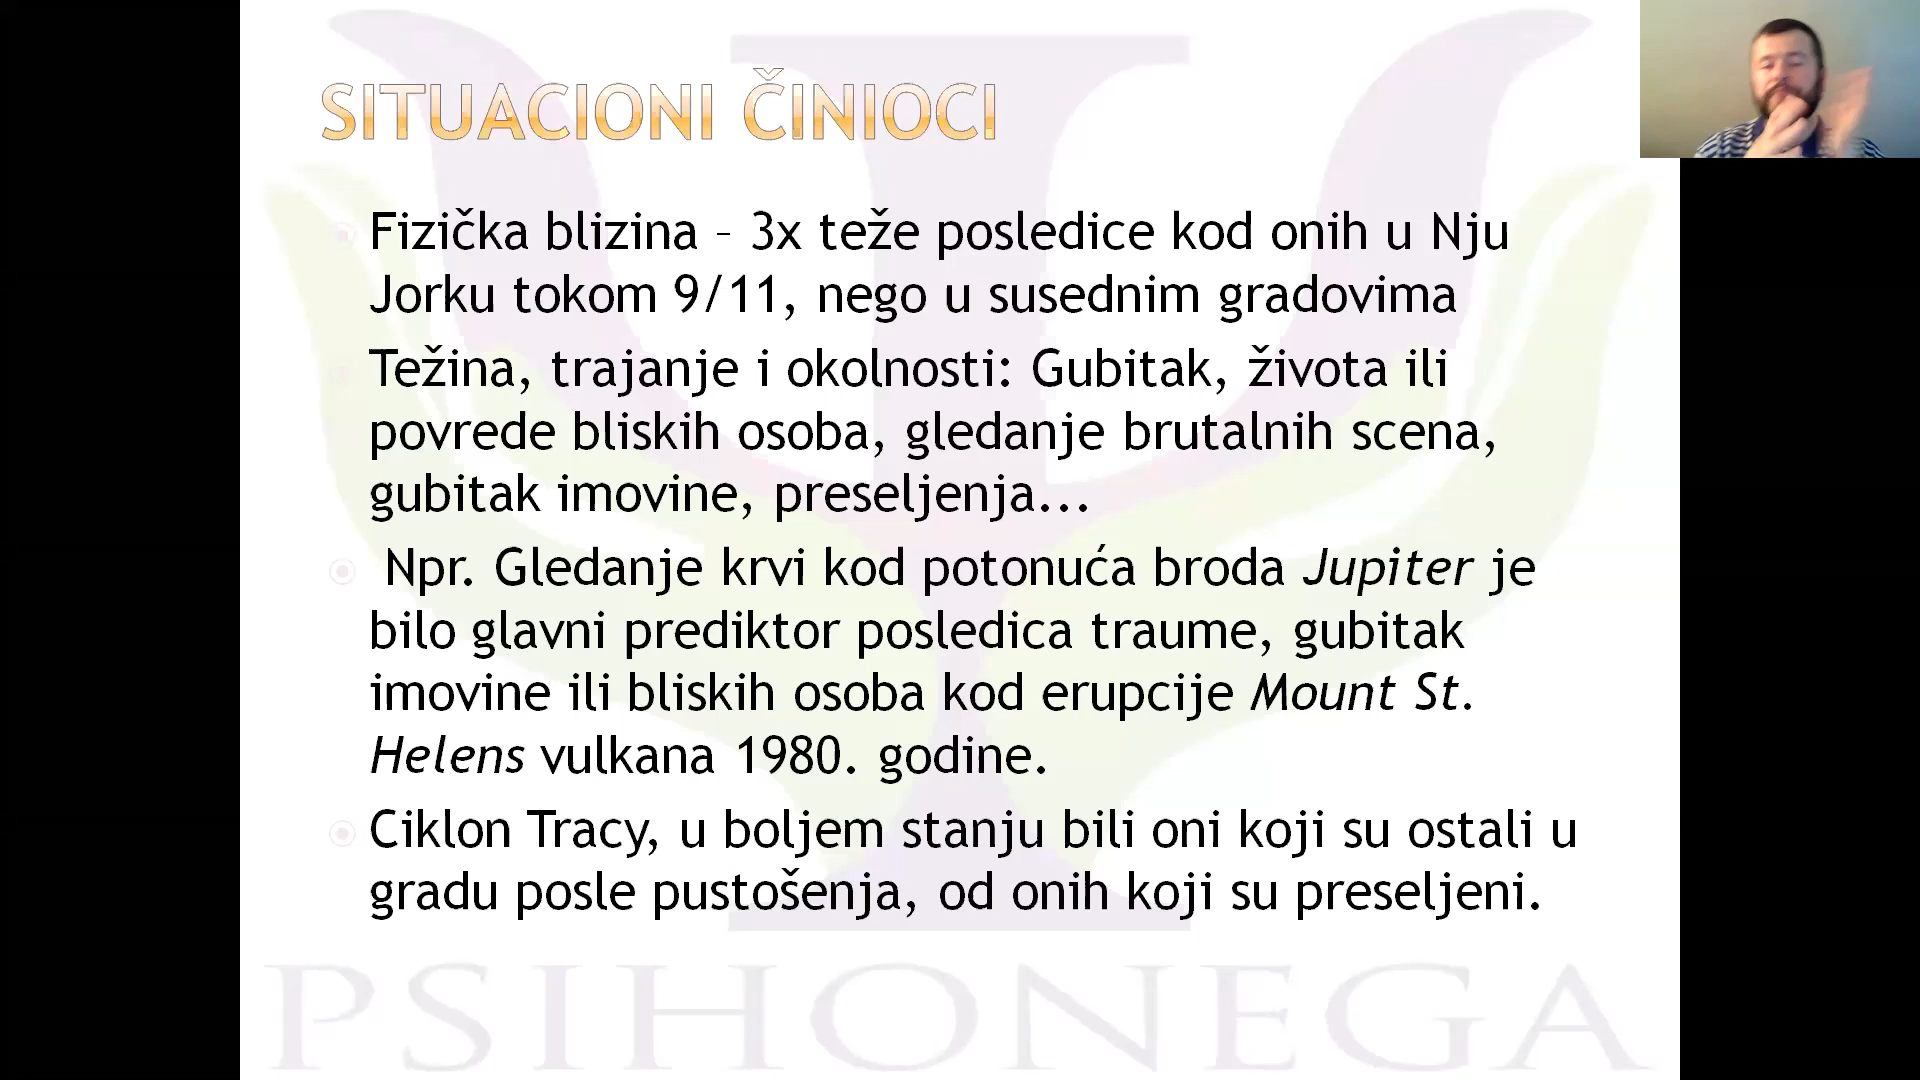 SITUACIONI ČINIOCI
Fizička blizina – 3x teže posledice kod onih u Nju
Jorku tokom 9/11, nego u susednim gradovima
Težina, trajanje i okolnosti: Gubitak, života ili
povrede bliskih osoba, gledanje brutalnih scena,
gubitak imovine, preseljenja...
Npr. Gledanje krvi kod potonuća broda Jupiter je
bilo glavni prediktor posledica traume, gubitak
imovine ili bliskih osoba kod erupcije Mount St.
Helens vulkana 1980. godine.
Ciklon Tracy, u boljem stanju bili oni koji su ostali u
gradu posle pustošenja, od onih koji su preseljeni.
PSIHONEGA